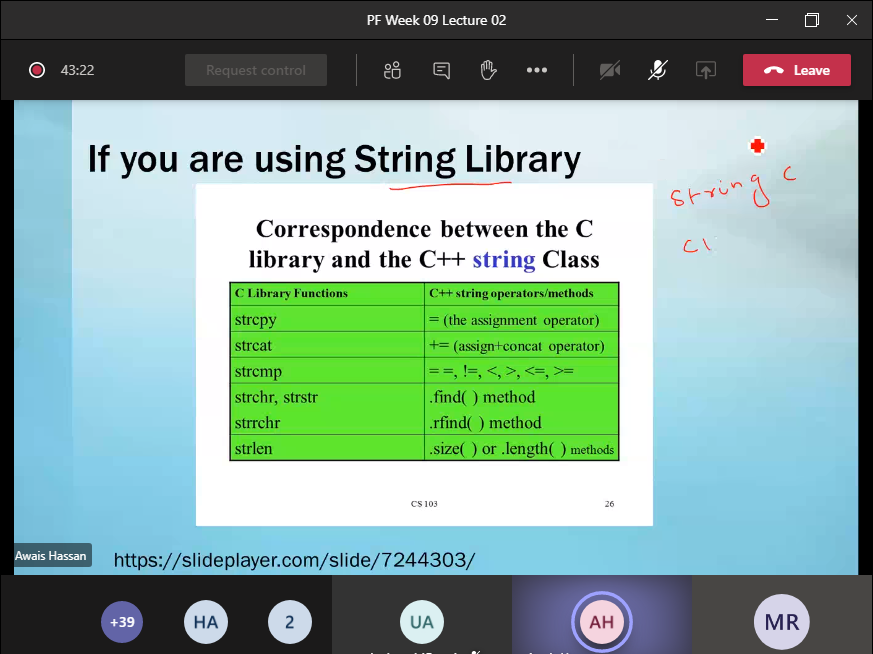 PF Week 09 Lecture 02
43:22
Request control
Leave
If you are using String Library
string C
Correspondence between the C
library and the C++ string Class
C Library Functions C++ string operators/methods
strcpy = (the assignment operator)
strcat += (assign+concat operator)
strcmp = =, !=, <, >, <=, >=
strchr, strstr .find( ) method
strrchr .rfind( ) method
strlen .size( ) or .length( ) methods
CS 103 26
Awais Hassan
https://slideplayer.com/slide/7244303/
+39 HA 2 UA AH MR